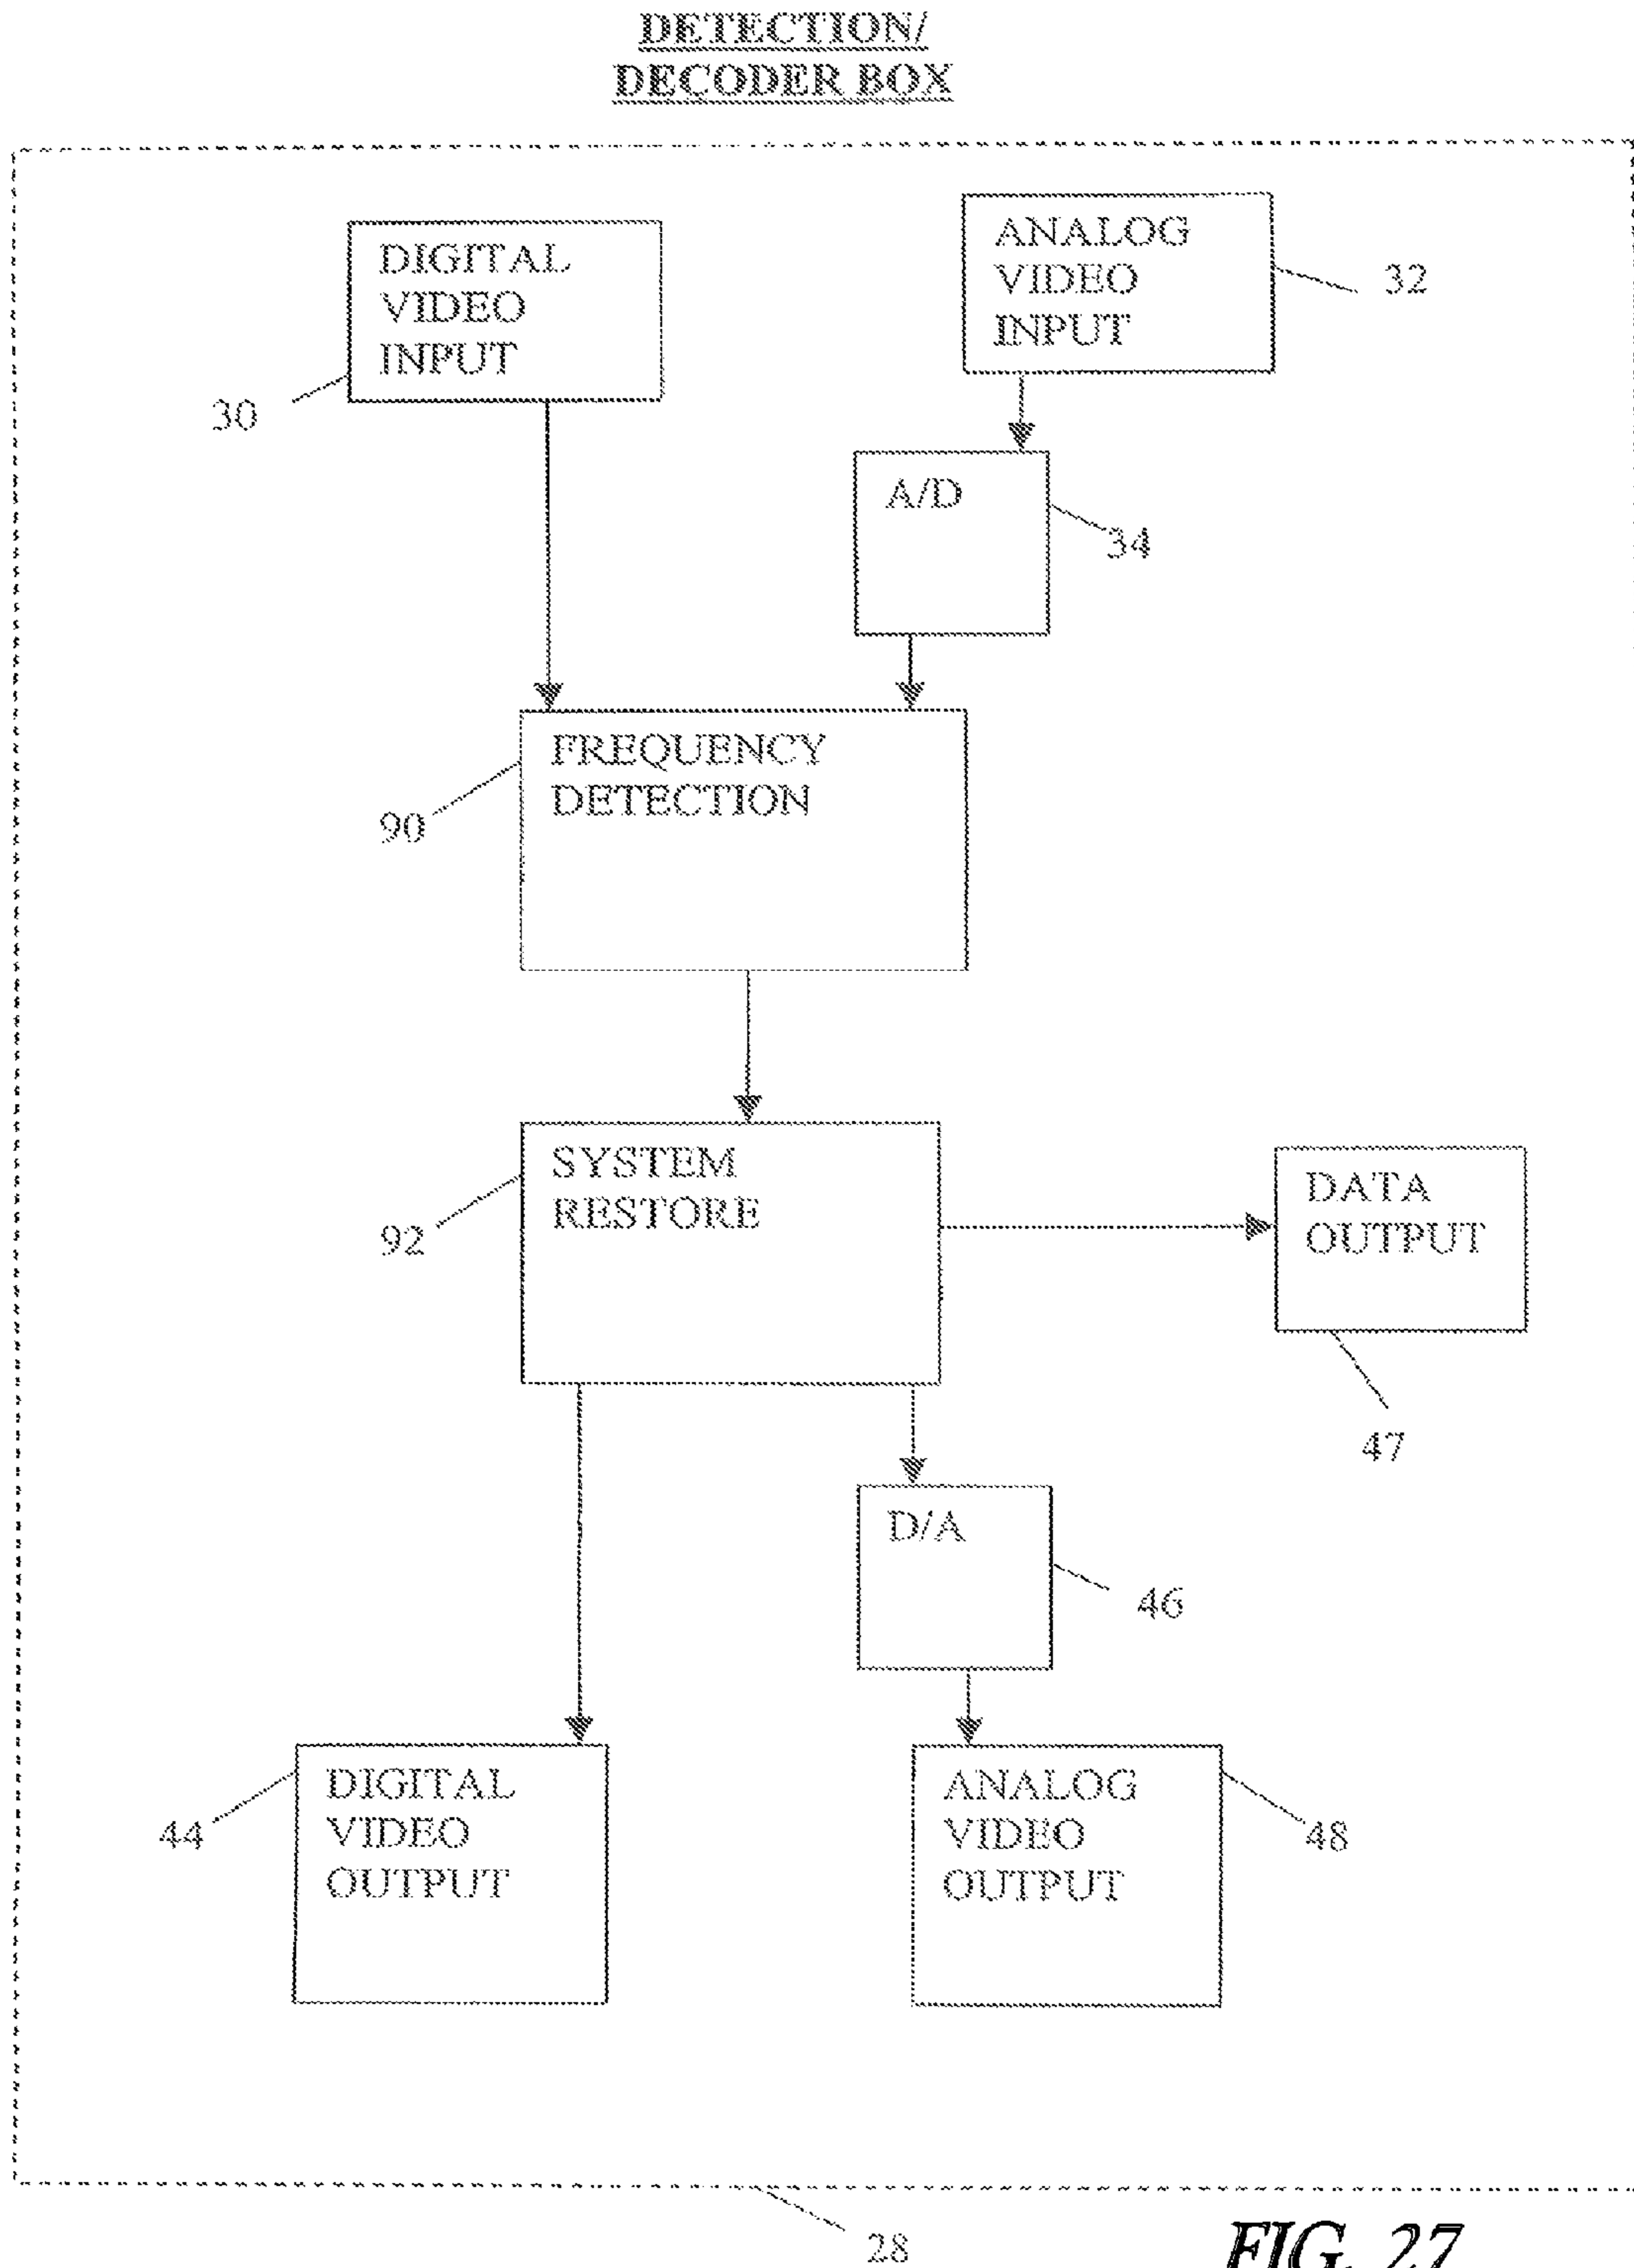 DETECTION/
DECODER BOX
DIGITAL
VIDEO
INPUT
30
ANALOG
VIDEO
INPUT
32
A/D
34
FREQUENCY
DETECTION
90
SYSTEM
RESTORE
92
DATA
OUTPUT
47
D/A
46
DIGITAL
VIDEO
OUTPUT
44
ANALOG
VIDEO
OUTPUT
48
28
FIG. 27